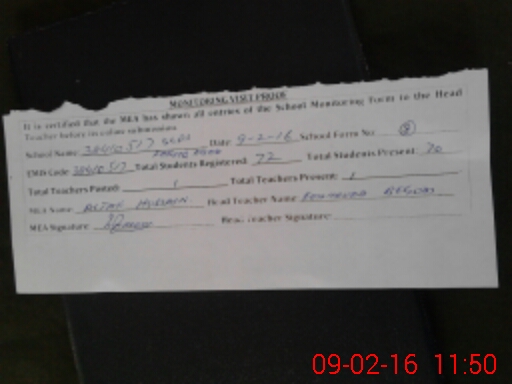 MONITORING VISIT PROOF
It is certified that the MEA has shown all entries of the School Monitoring Form to the Head
Teacher before its online submission.
School Name 38410517 Date 9-2-16 School Form No.
EMIS Code 38410517 Total Students Registered: 72 Total Students Present: 70
Total Teachers Posted: 1 Total Teachers Present: 1
MEA Name Head Teacher Name
MEA Signature Head Teacher Signature
09-02-16 11:50